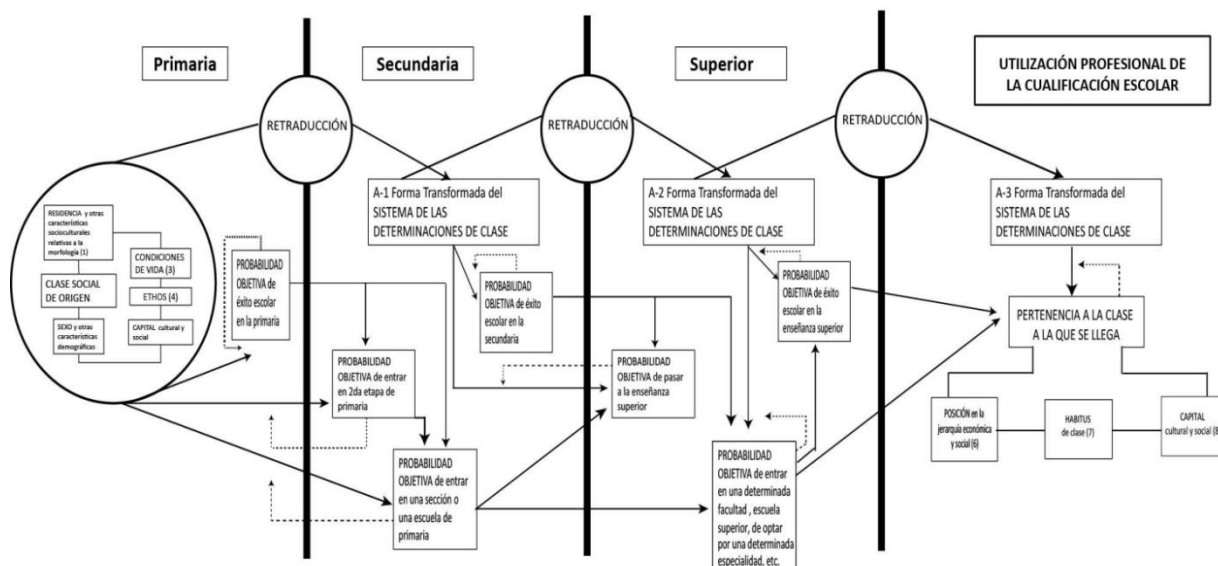 Primaria
Secundaria
Superior
UTILIZACIÓN PROFESIONAL DE
LA CUALIFICACIÓN ESCOLAR
RETRADUCCIÓN
RETRADUCCIÓN
RETRADUCCIÓN
RESIDENCIA y otras
características
socioculturales
relativas a la
morfología (1)
CONDICIONES
DE VIDA (3)
CLASE SOCIAL
DE ORIGEN
ETHOS (4)
SEXO y otras
características
demográficas
CAPITAL cultural y
social
PROBABILIDAD
OBJETIVA de
éxito escolar
en la primaria
PROBABILIDAD
OBJETIVA de entrar
en 2da etapa de
primaria
A-1 Forma Transformada del
SISTEMA DE LAS
DETERMINACIONES DE CLASE
PROBABILIDAD
OBJETIVA de éxito
escolar en la
secundaria
PROBABILIDAD
OBJETIVA de entrar
en una sección o
una escuela de
primaria
PROBABILIDAD
OBJETIVA de pasar
a la enseñanza
superior
A-2 Forma Transformada del
SISTEMA DE LAS
DETERMINACIONES DE CLASE
PROBABILIDAD
OBJETIVA de éxito
escolar en la
enseñanza superior
PROBABILIDAD
OBJETIVA de entrar
en una determinada
facultad , escuela
superior, de optar
por una determinada
especialidad, etc.
A-3 Forma Transformada del
SISTEMA DE LAS
DETERMINACIONES DE CLASE
PERTENENCIA A LA CLASE
A LA QUE SE LLEGA
POSICIÓN en la
jerarquía económica
y social (6)
HABITUS
de clase (7)
CAPITAL
cultural y social (8